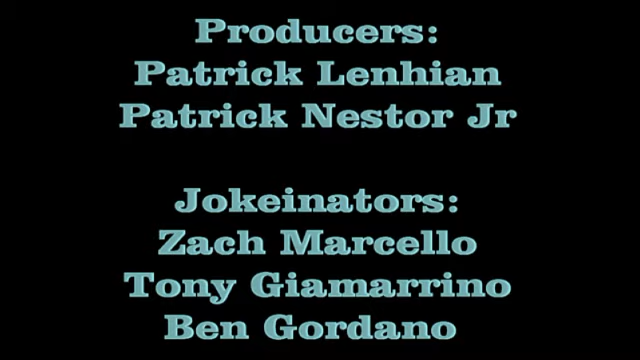 Producers:
Patrick Lenhian
Patrick Nestor Jr
Jokeinators:
Zach Marcello
Tony Giamarrino
Ben Gordano